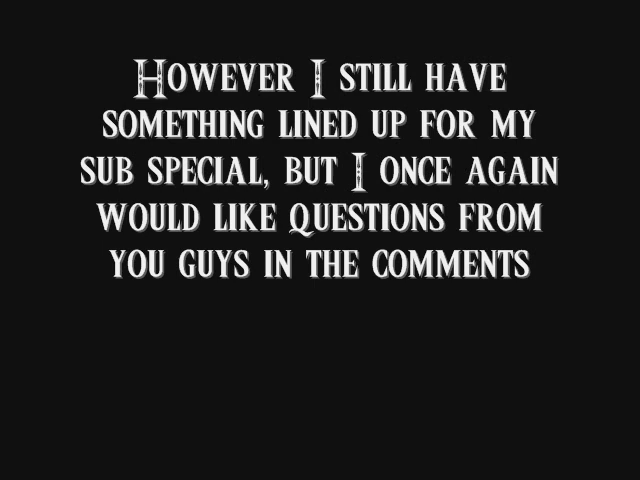 However I still have
something lined up for my
sub special, but I once again
would like questions from
you guys in the comments